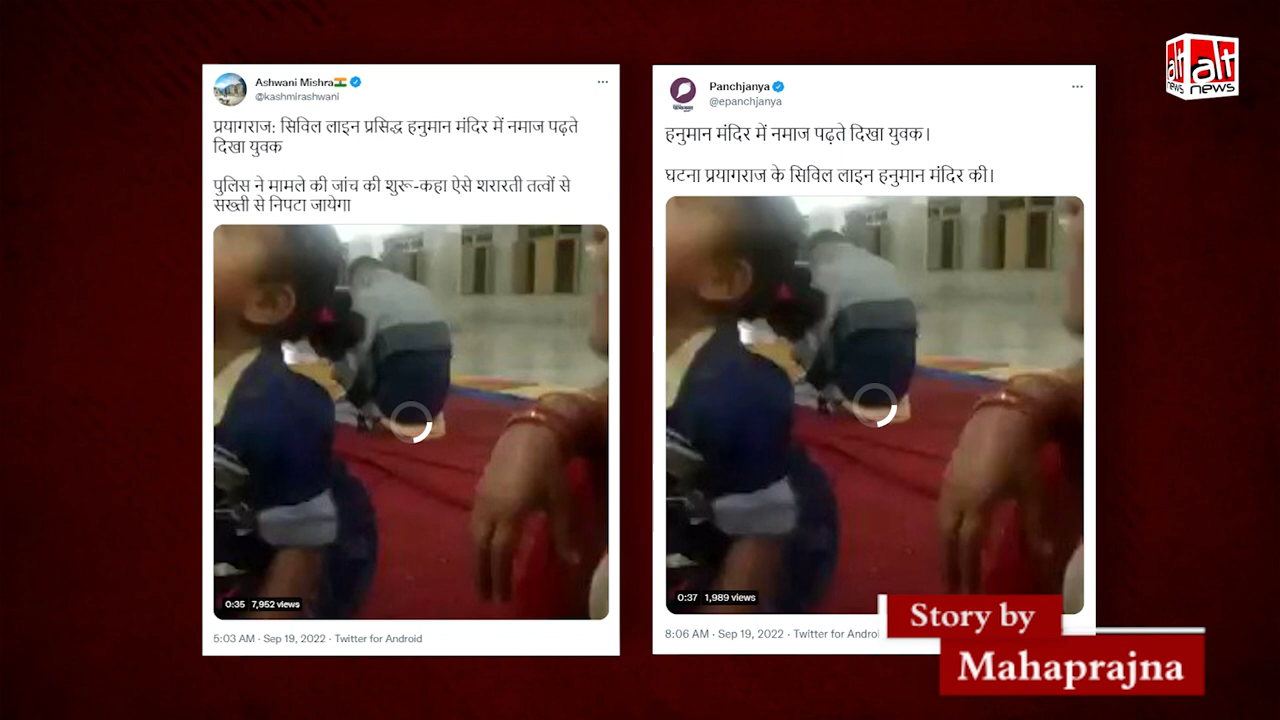 alt
news
alt
news
Ashwani Mishra
@kashmirashwani
प्रयागराज: सिविल लाइन प्रसिद्ध हनुमान मंदिर में नमाज पढ़ते
दिखा युवक
पुलिस ने मामले की जांच की शुरू-कहा ऐसे शरारती तत्वों से
सख्ती से निपटा जायेगा
0:35 7,952 views
5:03 AM · Sep 19, 2022 · Twitter for Android
Panchjanya
@epanchjanya
हनुमान मंदिर में नमाज पढ़ते दिखा युवक।
घटना प्रयागराज के सिविल लाइन हनुमान मंदिर की।
0:37 1,989 views
8:06 AM · Sep 19, 2022 · Twitter for Androi
Story by
Mahaprajna